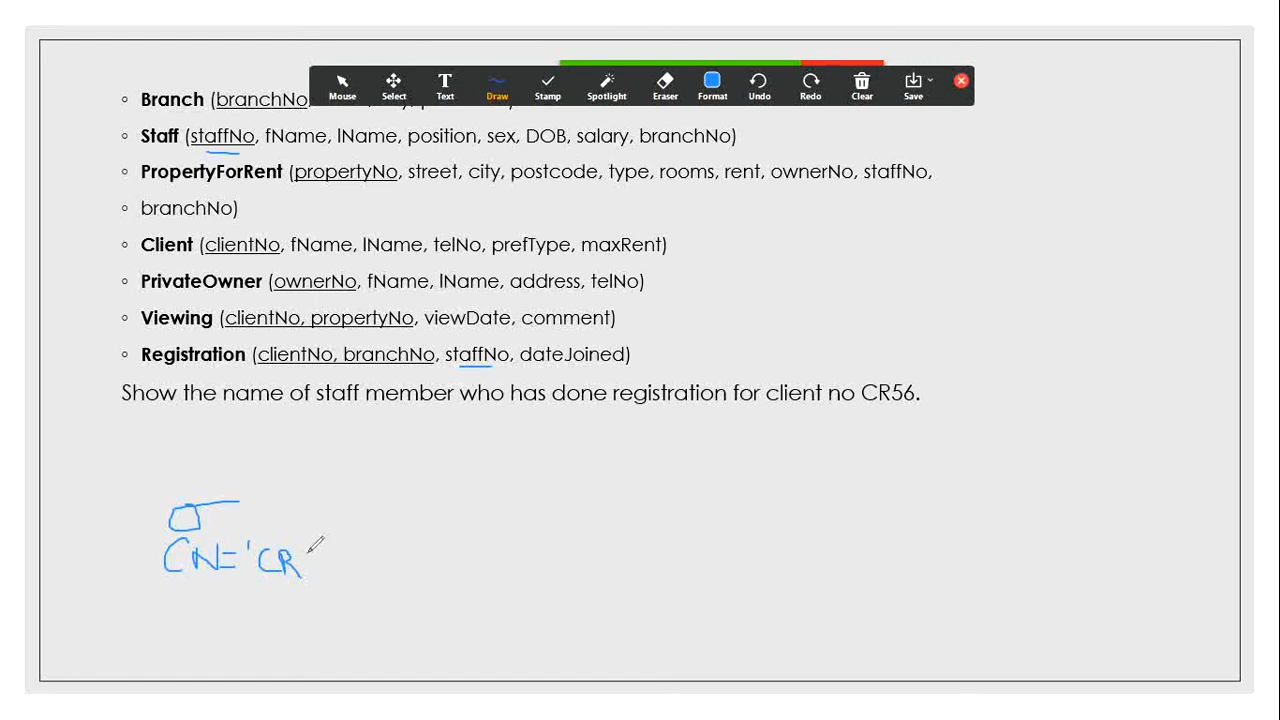 Mouse Select Text Draw Stamp Spotlight Eraser Format Undo Redo Clear Save
◦ Branch (branchNo,
◦ Staff (staffNo, fName, lName, position, sex, DOB, salary, branchNo)
◦ PropertyForRent (propertyNo, street, city, postcode, type, rooms, rent, ownerNo, staffNo,
◦ branchNo)
◦ Client (clientNo, fName, lName, telNo, prefType, maxRent)
◦ PrivateOwner (ownerNo, fName, lName, address, telNo)
◦ Viewing (clientNo, propertyNo, viewDate, comment)
◦ Registration (clientNo, branchNo, staffNo, dateJoined)
Show the name of staff member who has done registration for client no CR56.
σ
CN='CR